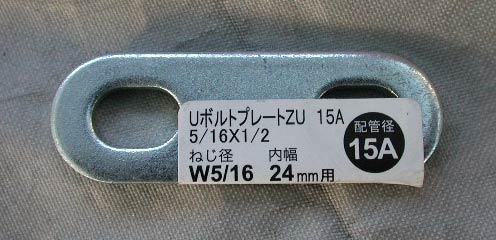 UボルトプレートZU 15A
5/16X1/2
ねじ径 内幅
W5/16 24mm用
配管径
15A